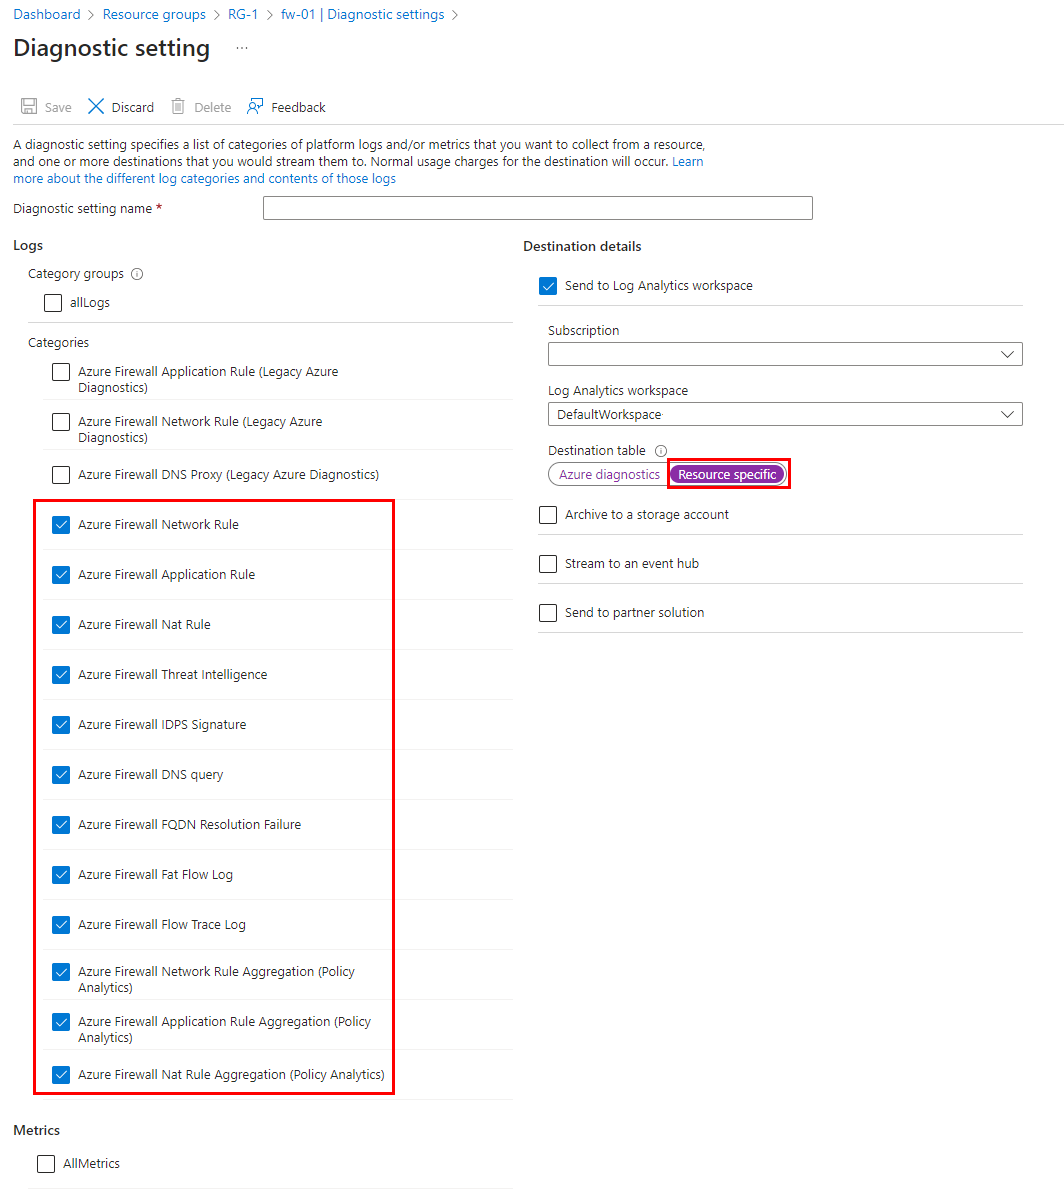 Dashboard > Resource groups > RG-1 > fw-01 | Diagnostic settings >
Diagnostic setting ...
Save Discard Delete Feedback
A diagnostic setting specifies a list of categories of platform logs and/or metrics that you want to collect from a resource,
and one or more destinations that you would stream them to. Normal usage charges for the destination will occur. Learn
more about the different log categories and contents of those logs
Diagnostic setting name *
Logs
Category groups
allLogs
Categories
Azure Firewall Application Rule (Legacy Azure
Diagnostics)
Azure Firewall Network Rule (Legacy Azure
Diagnostics)
Azure Firewall DNS Proxy (Legacy Azure Diagnostics)
Azure Firewall Network Rule
Azure Firewall Application Rule
Azure Firewall Nat Rule
Azure Firewall Threat Intelligence
Azure Firewall IDPS Signature
Azure Firewall DNS query
Azure Firewall FQDN Resolution Failure
Azure Firewall Fat Flow Log
Azure Firewall Flow Trace Log
Azure Firewall Network Rule Aggregation (Policy
Analytics)
Azure Firewall Application Rule Aggregation (Policy
Analytics)
Azure Firewall Nat Rule Aggregation (Policy Analytics)
Metrics
AllMetrics
Destination details
Send to Log Analytics workspace
Subscription
Log Analytics workspace
DefaultWorkspace
Destination table
Azure diagnostics Resource specific
Archive to a storage account
Stream to an event hub
Send to partner solution